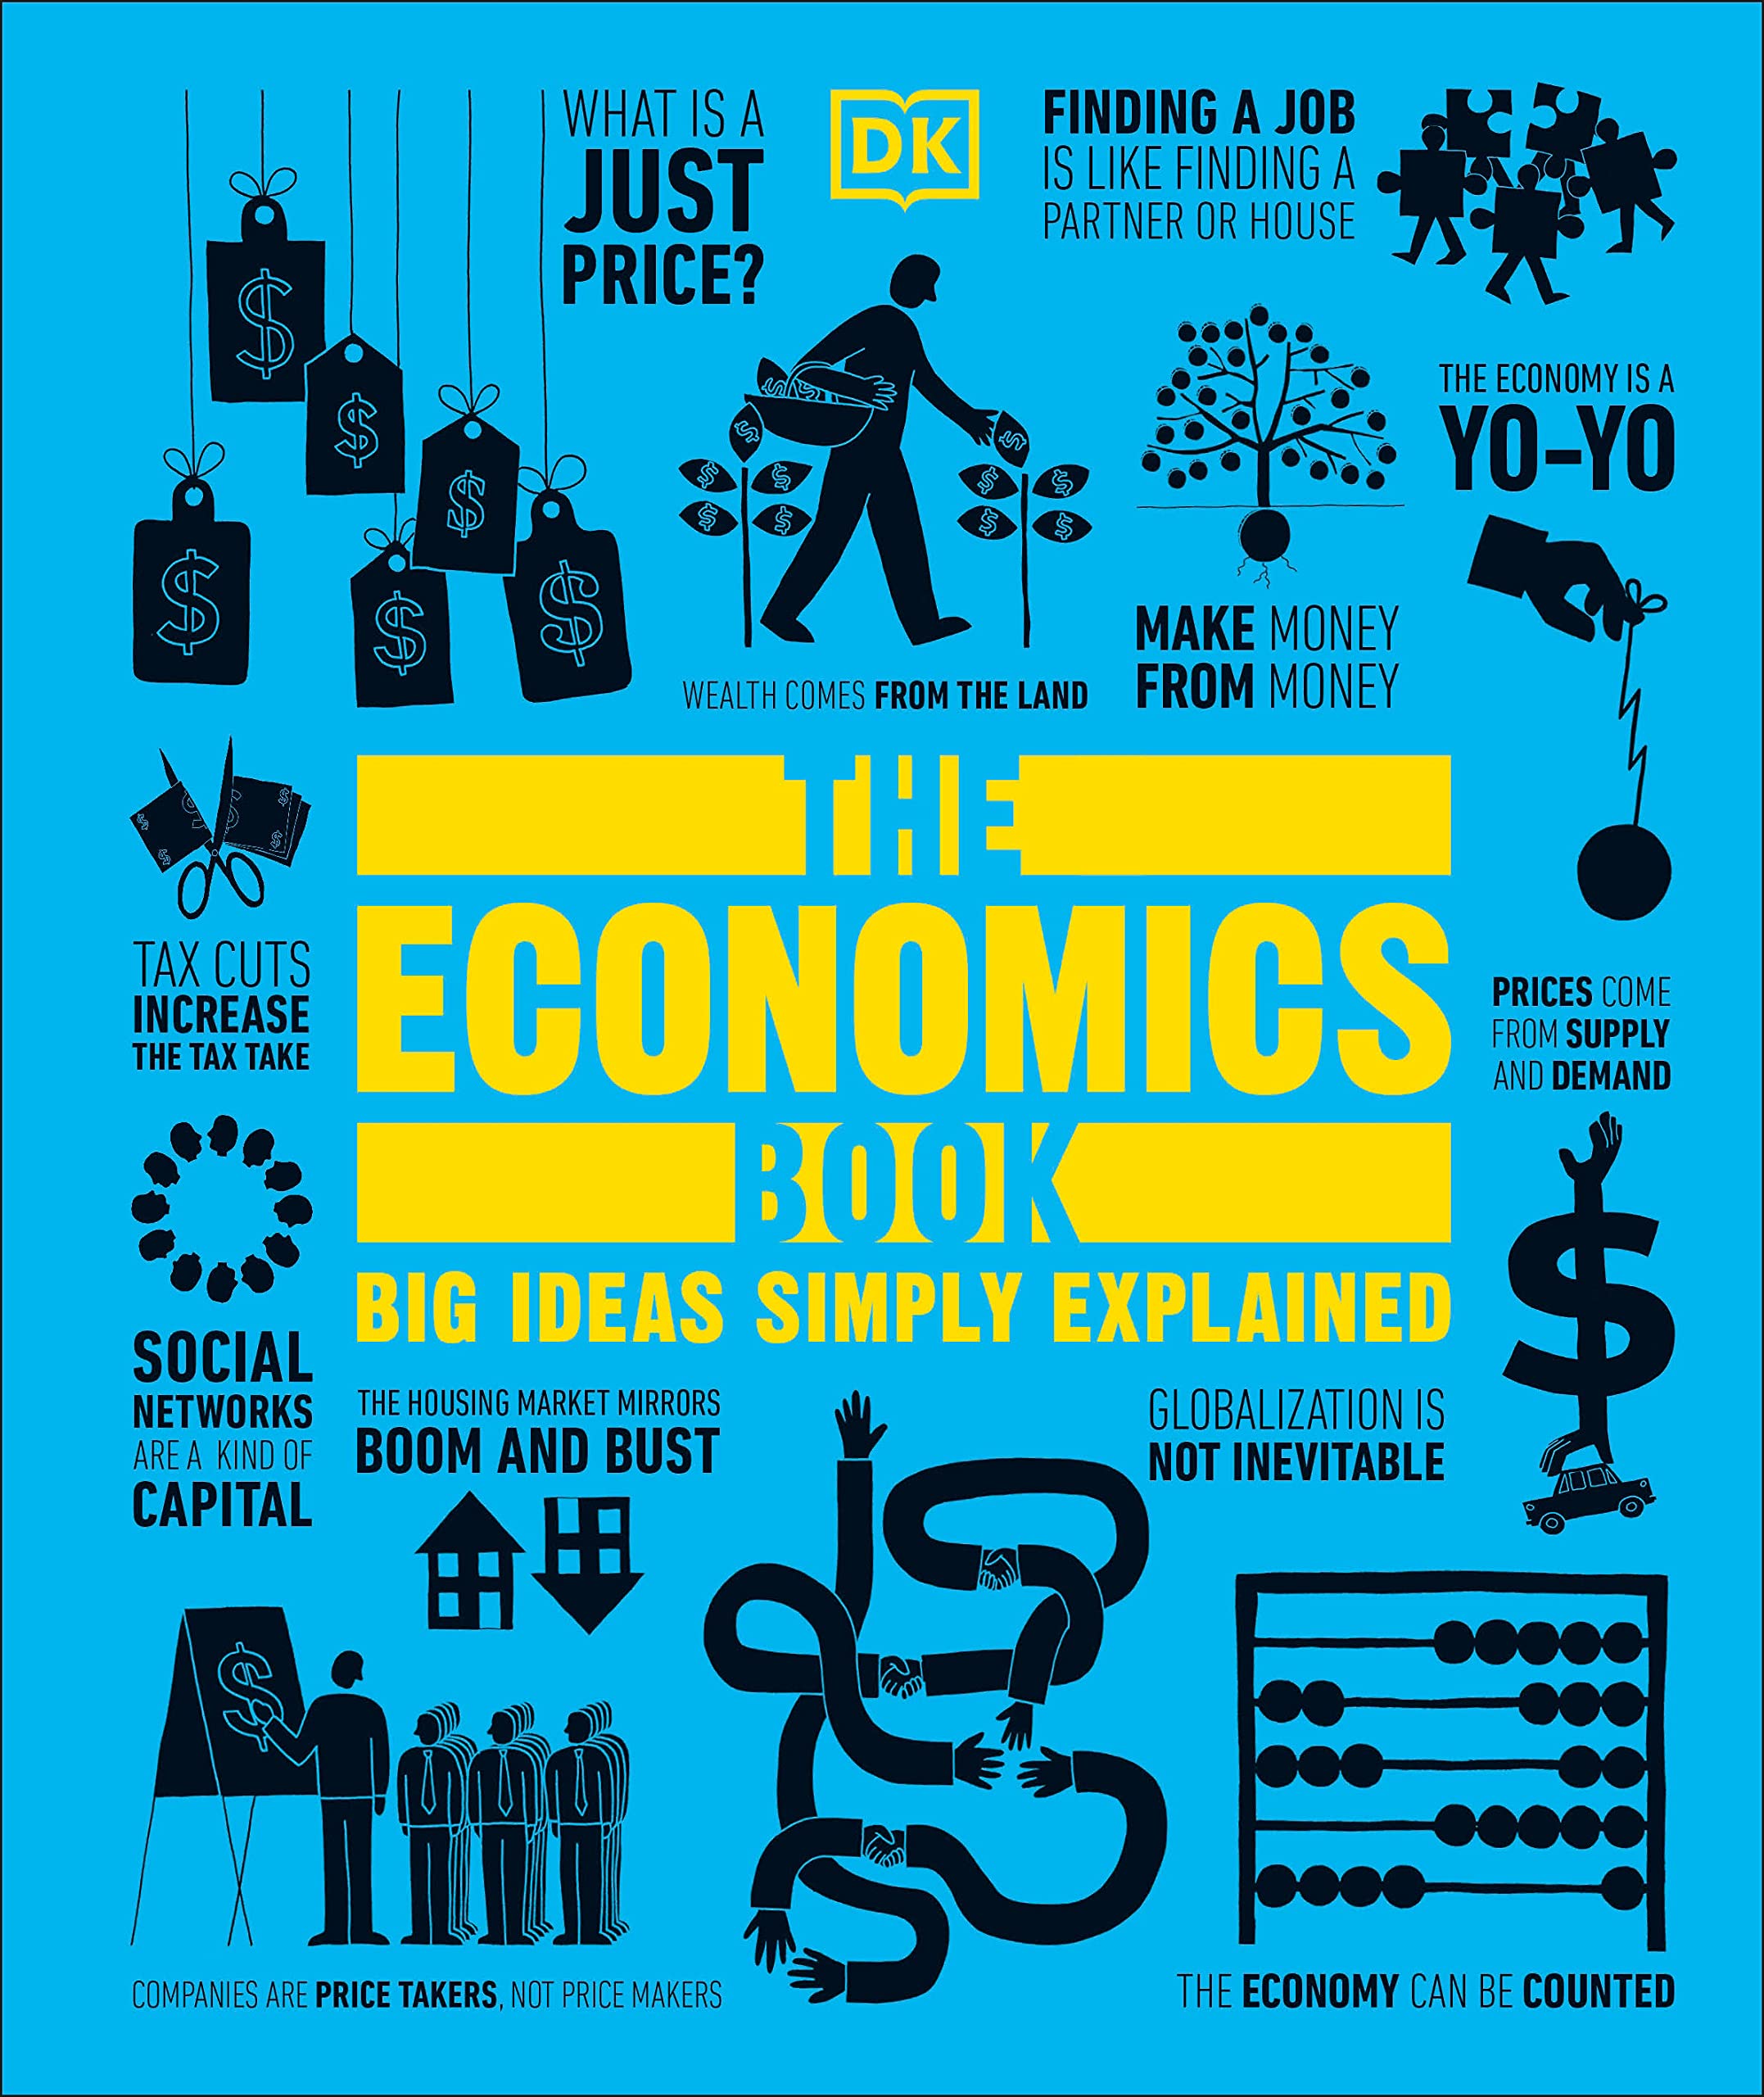 WHAT IS A
JUST
PRICE?
DK
FINDING A JOB
IS LIKE FINDING A
PARTNER OR HOUSE
THE ECONOMY IS A
YO-YO
$
$
$
$
$
$
WEALTH COMES FROM THE LAND
MAKE MONEY
FROM MONEY
THE
ECONOMICS
BOOK
BIG IDEAS SIMPLY EXPLAINED
TAX CUTS
INCREASE
THE TAX TAKE
PRICES COME
FROM SUPPLY
AND DEMAND
SOCIAL
NETWORKS
ARE A KIND OF
CAPITAL
THE HOUSING MARKET MIRRORS
BOOM AND BUST
GLOBALIZATION IS
NOT INEVITABLE
$
$
COMPANIES ARE PRICE TAKERS, NOT PRICE MAKERS
THE ECONOMY CAN BE COUNTED